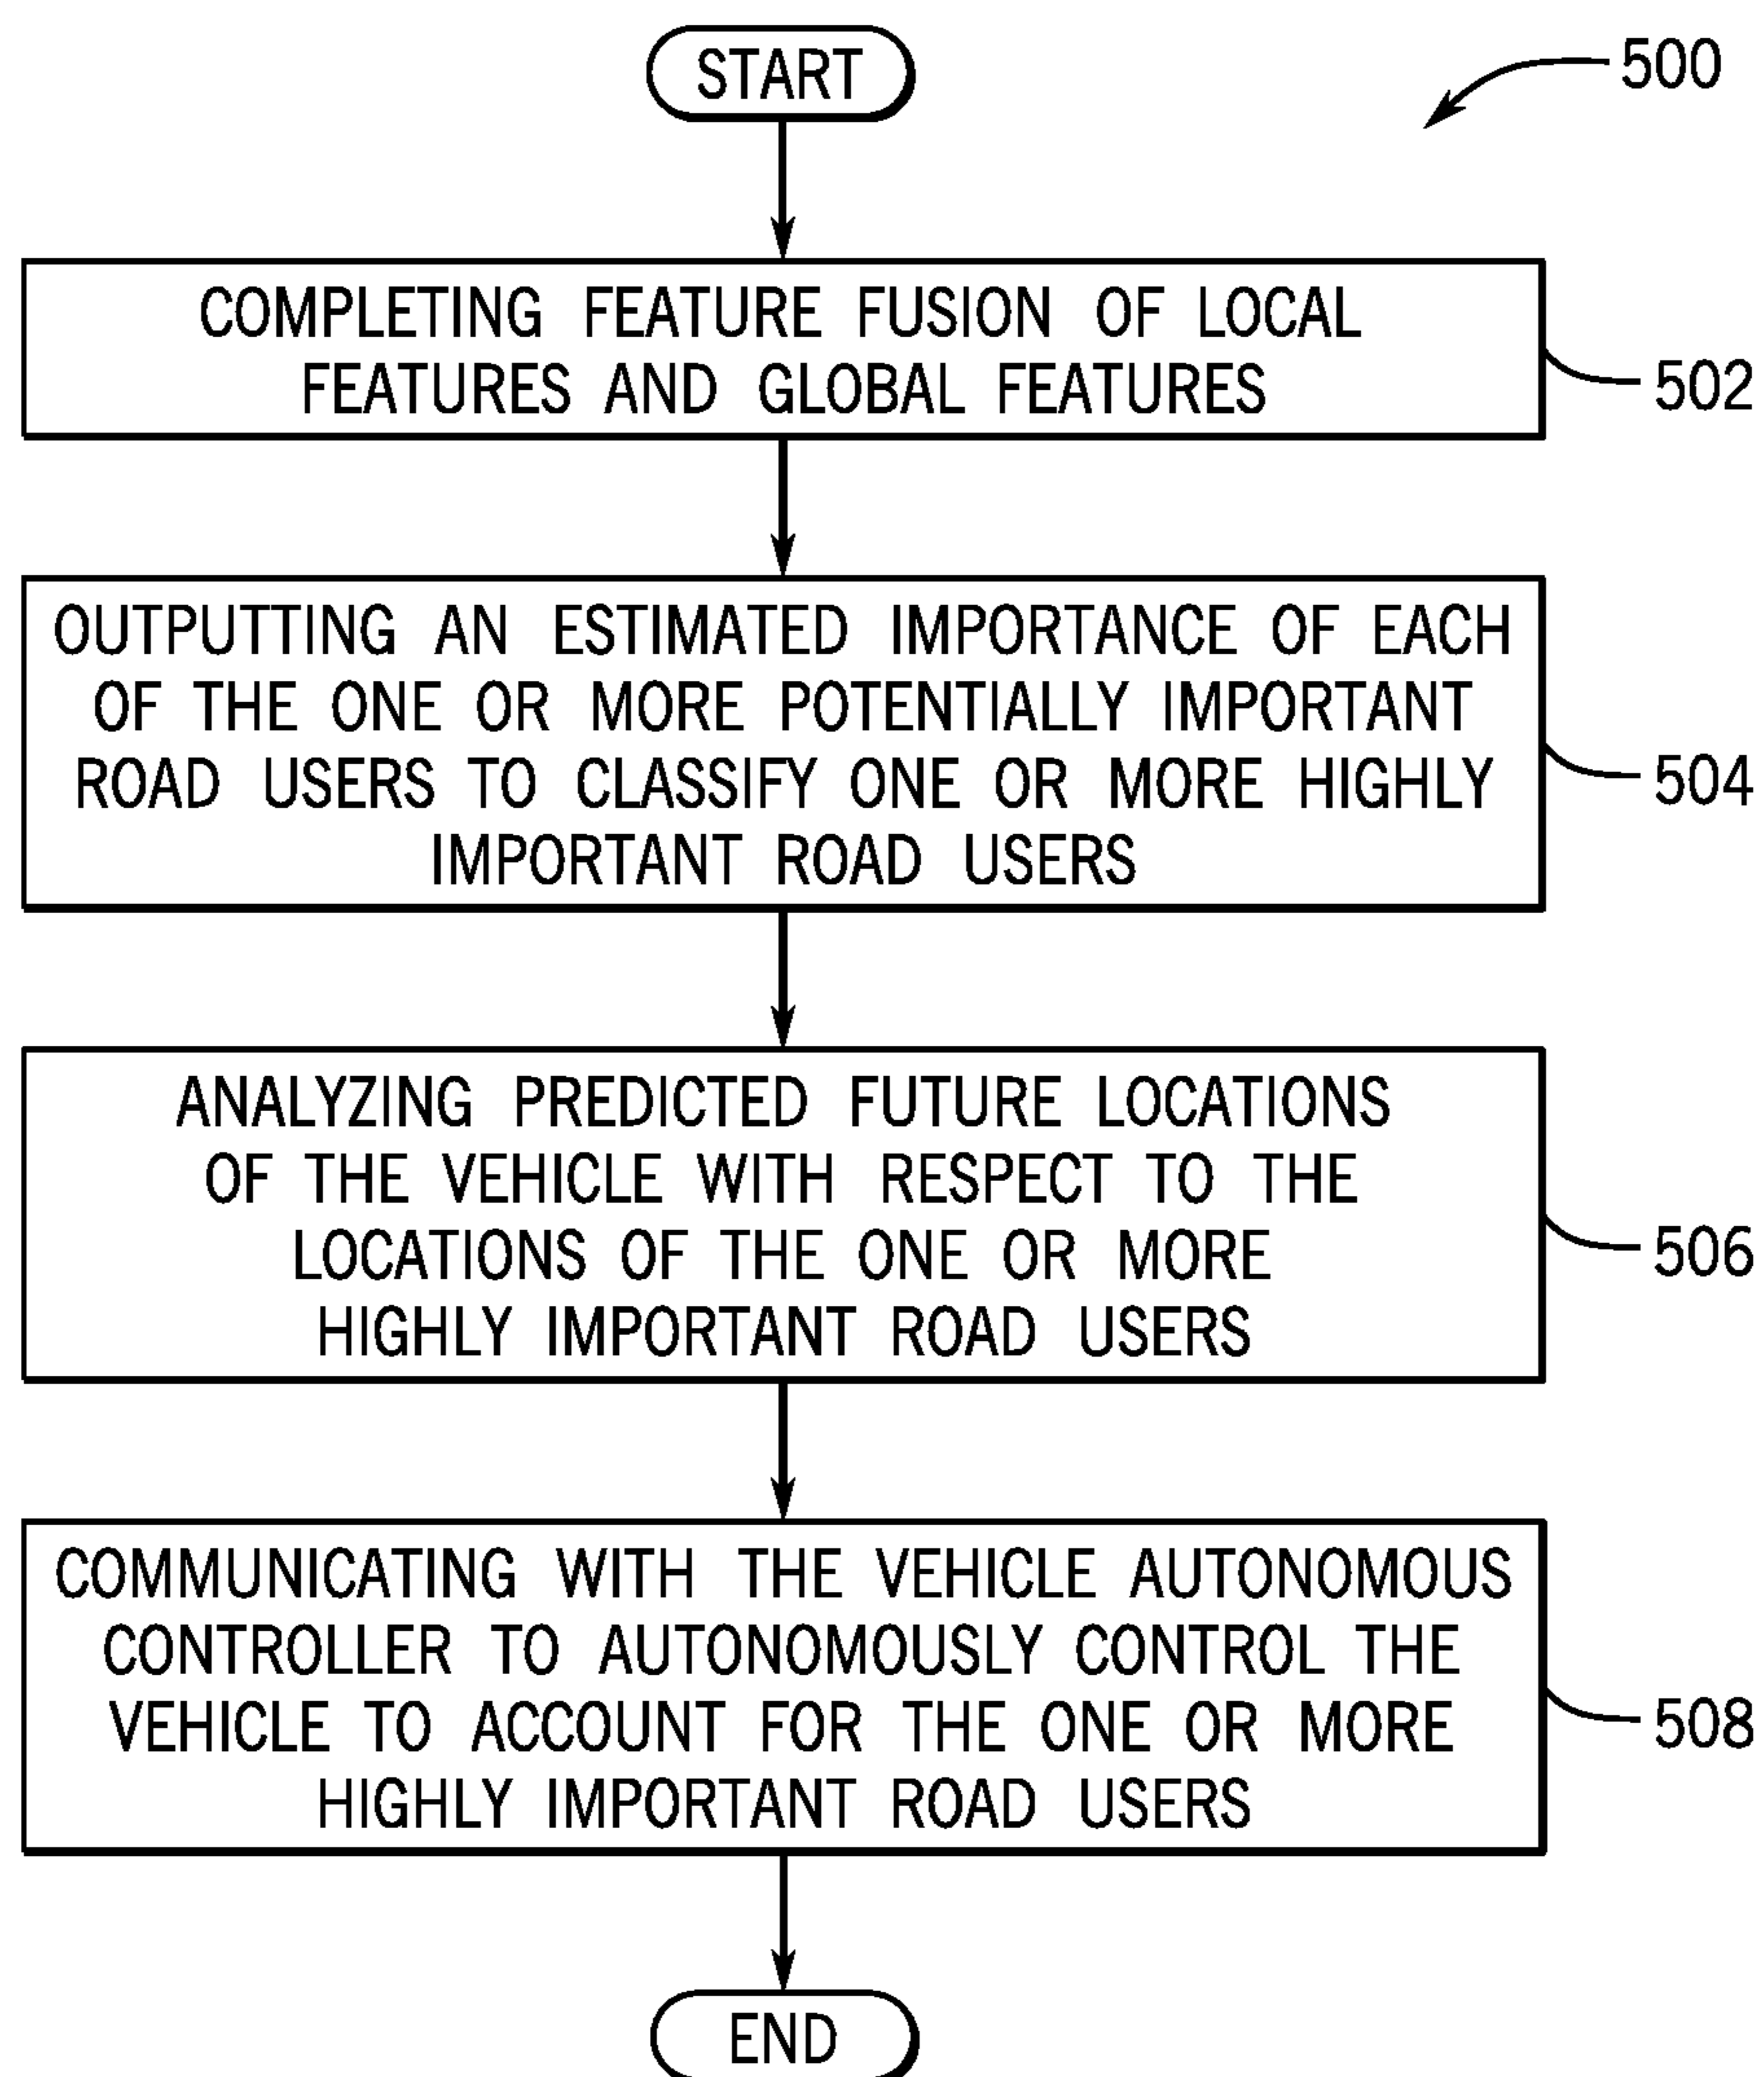 START
500
COMPLETING FEATURE FUSION OF LOCAL
FEATURES AND GLOBAL FEATURES
502
OUTPUTTING AN ESTIMATED IMPORTANCE OF EACH
OF THE ONE OR MORE POTENTIALLY IMPORTANT
ROAD USERS TO CLASSIFY ONE OR MORE HIGHLY
IMPORTANT ROAD USERS
504
ANALYZING PREDICTED FUTURE LOCATIONS
OF THE VEHICLE WITH RESPECT TO THE
LOCATIONS OF THE ONE OR MORE
HIGHLY IMPORTANT ROAD USERS
506
COMMUNICATING WITH THE VEHICLE AUTONOMOUS
CONTROLLER TO AUTONOMOUSLY CONTROL THE
VEHICLE TO ACCOUNT FOR THE ONE OR MORE
HIGHLY IMPORTANT ROAD USERS
508
END